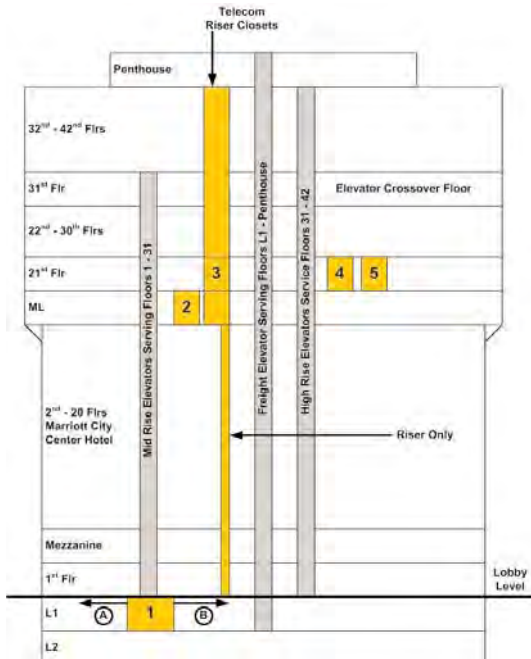 Telecom
Riser Closets
Penthouse
32nd - 42nd Flrs
31st Flr
Elevator Crossover Floor
22nd - 30th Flrs
21st Flr
3
4
5
ML
2
Mid Rise Elevators Serving Floors 1 - 31
Freight Elevator Serving Floors L1 - Penthouse
High Rise Elevators Service Floors 31 - 42
2nd - 20 Flrs
Marriott City
Center Hotel
Riser Only
Mezzanine
1st Flr
Lobby
Level
L1
A
1
B
L2